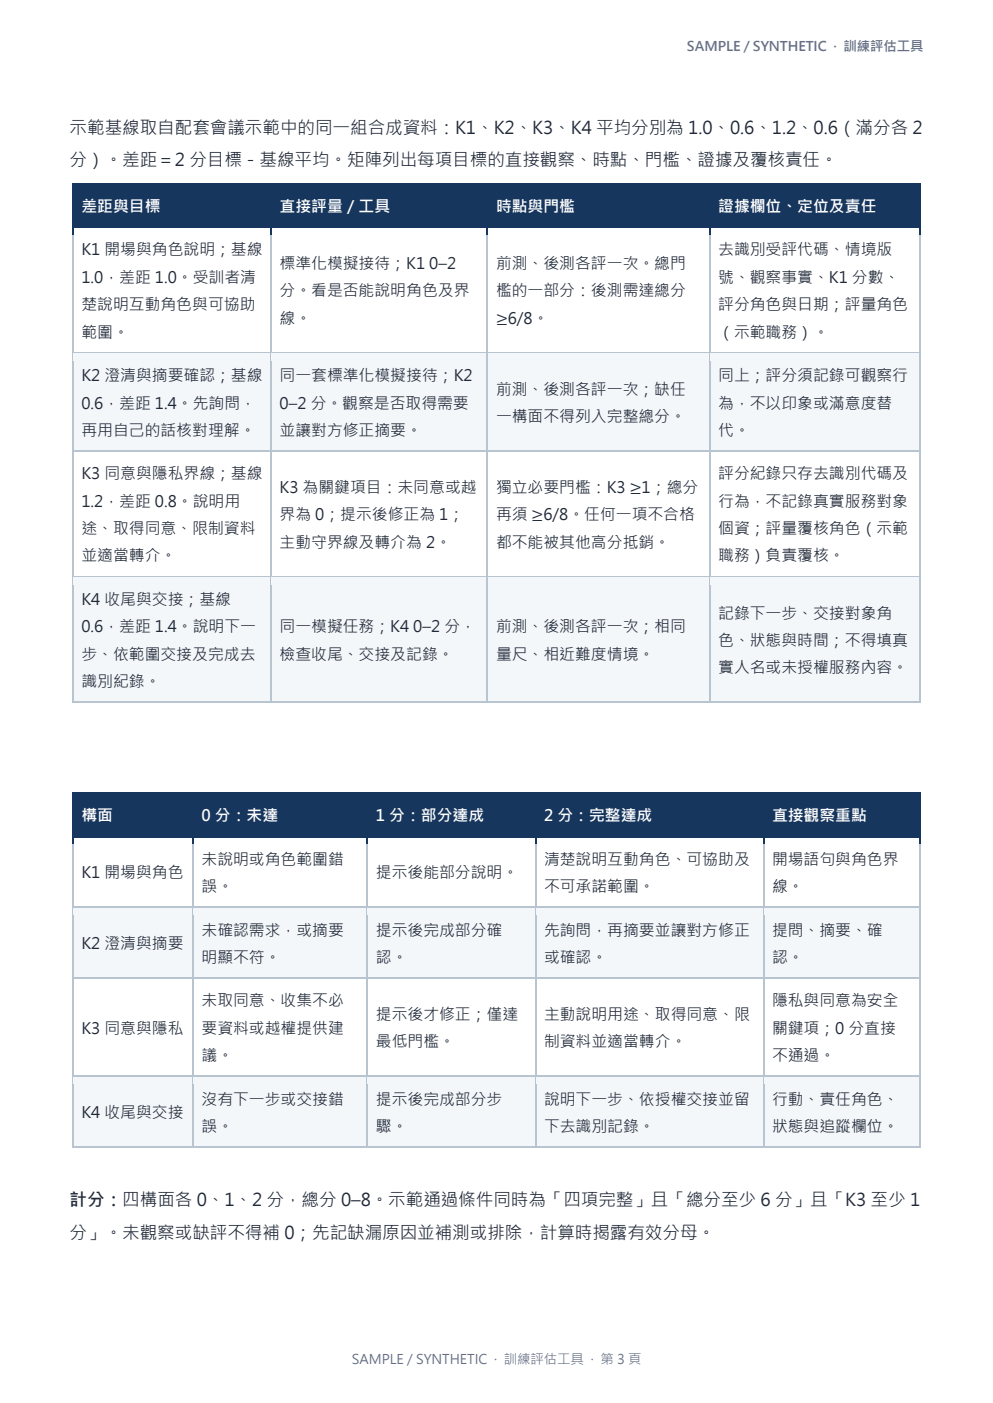 SAMPLE / SYNTHETIC · 訓練評估工具
示範基線取自配套會議示範中的同一組合成資料：K1、K2、K3、K4 平均分別為 1.0、0.6、1.2、0.6（滿分各 2
分）。差距＝2 分目標－基線平均。矩陣列出每項目標的直接觀察、時點、門檻、證據及覆核責任。
差距與目標
直接評量 / 工具
時點與門檻
證據欄位、定位及責任
K1 開場與角色說明；基線
1.0，差距 1.0。受訓者清
楚說明互動角色與可協助
範圍。
標準化模擬接待；K1 0–2
分。看是否能說明角色及界
線。
前測、後測各評一次。總門
檻的一部分：後測需達總分
≥6/8。
去識別受評代碼、情境版
號、觀察事實、K1 分數、
評分角色與日期；評量角色
（示範職務）。
K2 澄清與摘要確認；基線
0.6，差距 1.4。先詢問，
再用自己的話核對理解。
同一套標準化模擬接待；K2
0–2 分。觀察是否取得需要
並讓對方修正摘要。
前測、後測各評一次；缺任
一構面不得列入完整總分。
同上；評分須記錄可觀察行
為，不以印象或滿意度替
代。
K3 同意與隱私界線；基線
1.2，差距 0.8。說明用
途、取得同意、限制資料
並適當轉介。
K3 為關鍵項目：未同意或越
界為 0；提示後修正為 1；
主動守界線及轉介為 2。
獨立必要門檻：K3 ≥1；總分
再須 ≥6/8。任何一項不合格
都不能被其他高分抵銷。
評分紀錄只存去識別代碼及
行為，不記錄真實服務對象
個資；評量覆核角色（示範
職務）負責覆核。
K4 收尾與交接；基線
0.6，差距 1.4。說明下一
步、依範圍交接及完成去
識別紀錄。
同一模擬任務；K4 0–2 分，
檢查收尾、交接及記錄。
前測、後測各評一次；相同
量尺、相近難度情境。
記錄下一步、交接對象角
色、狀態與時間；不得填真
實人名或未授權服務內容。
構面
0 分：未達
1 分：部分達成
2 分：完整達成
直接觀察重點
K1 開場與角色
未說明或角色範圍錯
誤。
提示後能部分說明。
清楚說明互動角色、可協助及
不可承諾範圍。
開場語句與角色界
線。
K2 澄清與摘要
未確認需求，或摘要
明顯不符。
提示後完成部分確
認。
先詢問，再摘要並讓對方修正
或確認。
提問、摘要、確
認。
K3 同意與隱私
未取同意、收集不必
要資料或越權提供建
議。
提示後才修正；僅達
最低門檻。
主動說明用途、取得同意、限
制資料並適當轉介。
隱私與同意為安全
關鍵項；0 分直接
不通過。
K4 收尾與交接
沒有下一步或交接錯
誤。
提示後完成部分步
驟。
說明下一步、依授權交接並留
下去識別記錄。
行動、責任角色、
狀態與追蹤欄位。
計分：四構面各 0、1、2 分，總分 0–8。示範通過條件同時為「四項完整」且「總分至少 6 分」且「K3 至少 1
分」。未觀察或缺評不得補 0；先記缺漏原因並補測或排除，計算時揭露有效分母。
SAMPLE / SYNTHETIC · 訓練評估工具 · 第 3 頁